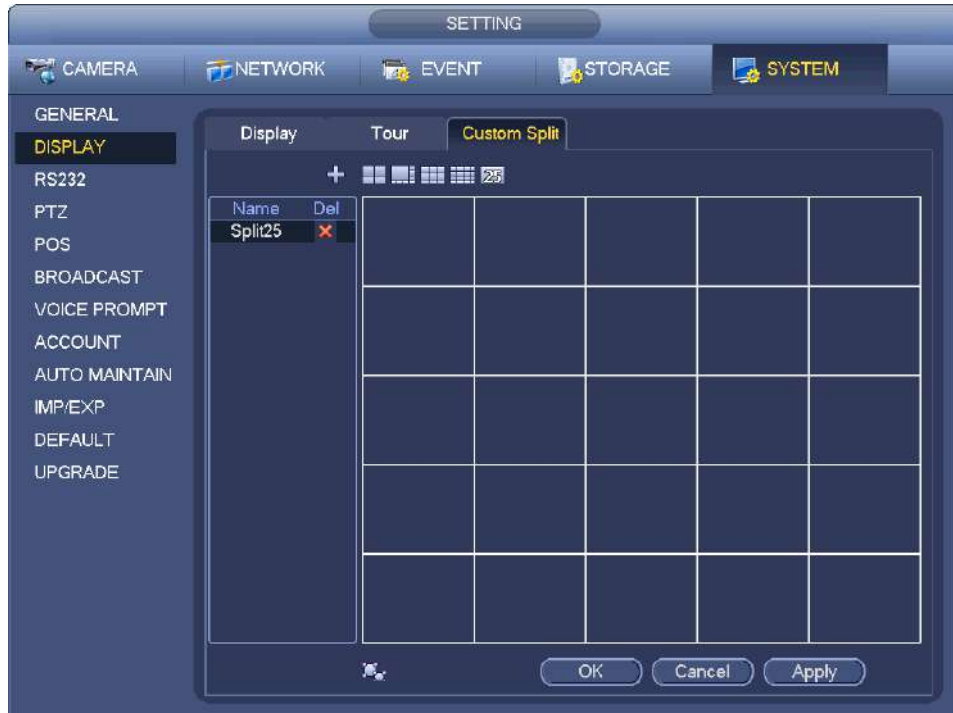 SETTING
CAMERA NETWORK EVENT STORAGE SYSTEM
GENERAL
DISPLAY
RS232
PTZ
POS
BROADCAST
VOICE PROMPT
ACCOUNT
AUTO MAINTAIN
IMP/EXP
DEFAULT
UPGRADE
Display Tour Custom Split
25
Name Del
Split25
OK Cancel Apply